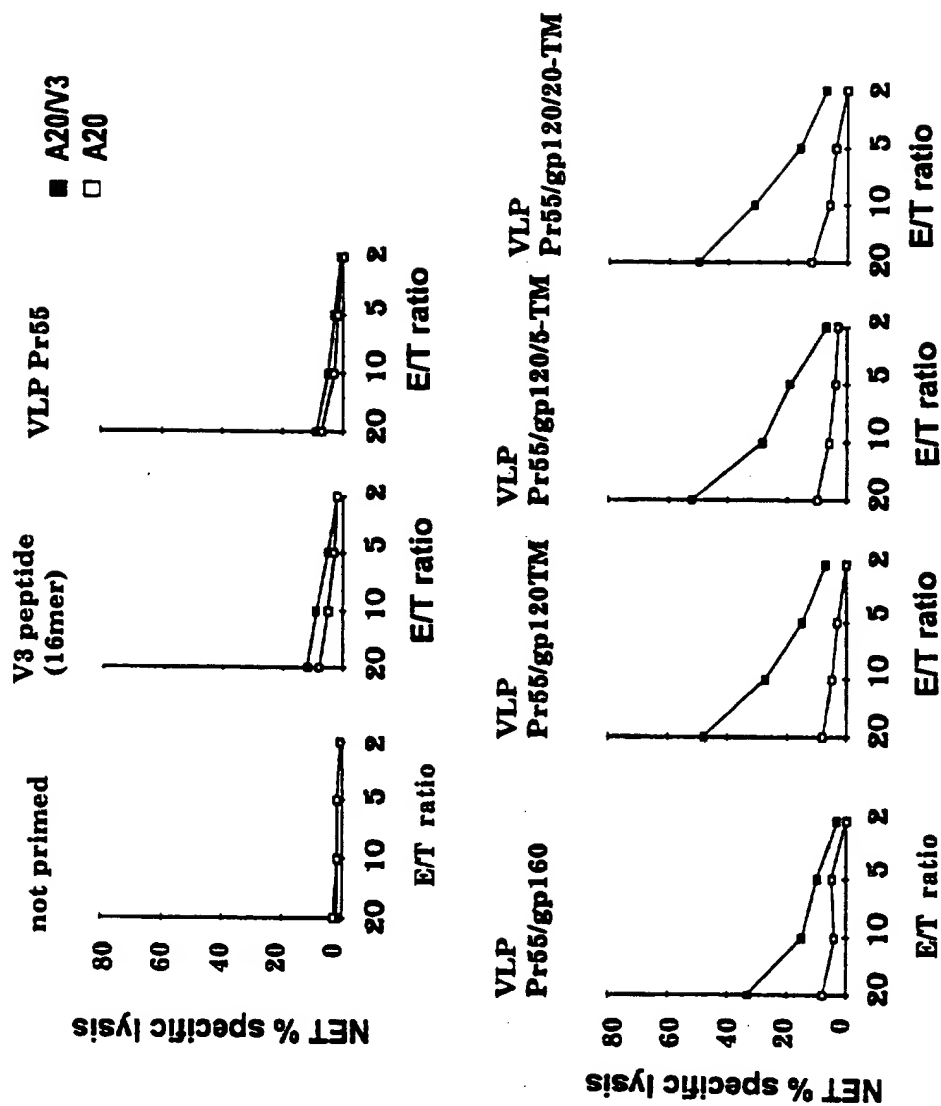 ■ A20/V3
□ A20
not primed
V3 peptide
(16mer)
VLP Pr55
NET % specific lysis
80
60
40
20
0
20 10 5 2
E/T ratio
20 10 5 2
E/T ratio
20 10 5 2
E/T ratio
VLP
Pr55/gp160
VLP
Pr55/gp120TM
VLP
Pr55/gp120/5-TM
VLP
Pr55/gp120/20-TM
NET % specific lysis
80
60
40
20
0
20 10 5 2
E/T ratio
20 10 5 2
E/T ratio
20 10 5 2
E/T ratio
20 10 5 2
E/T ratio